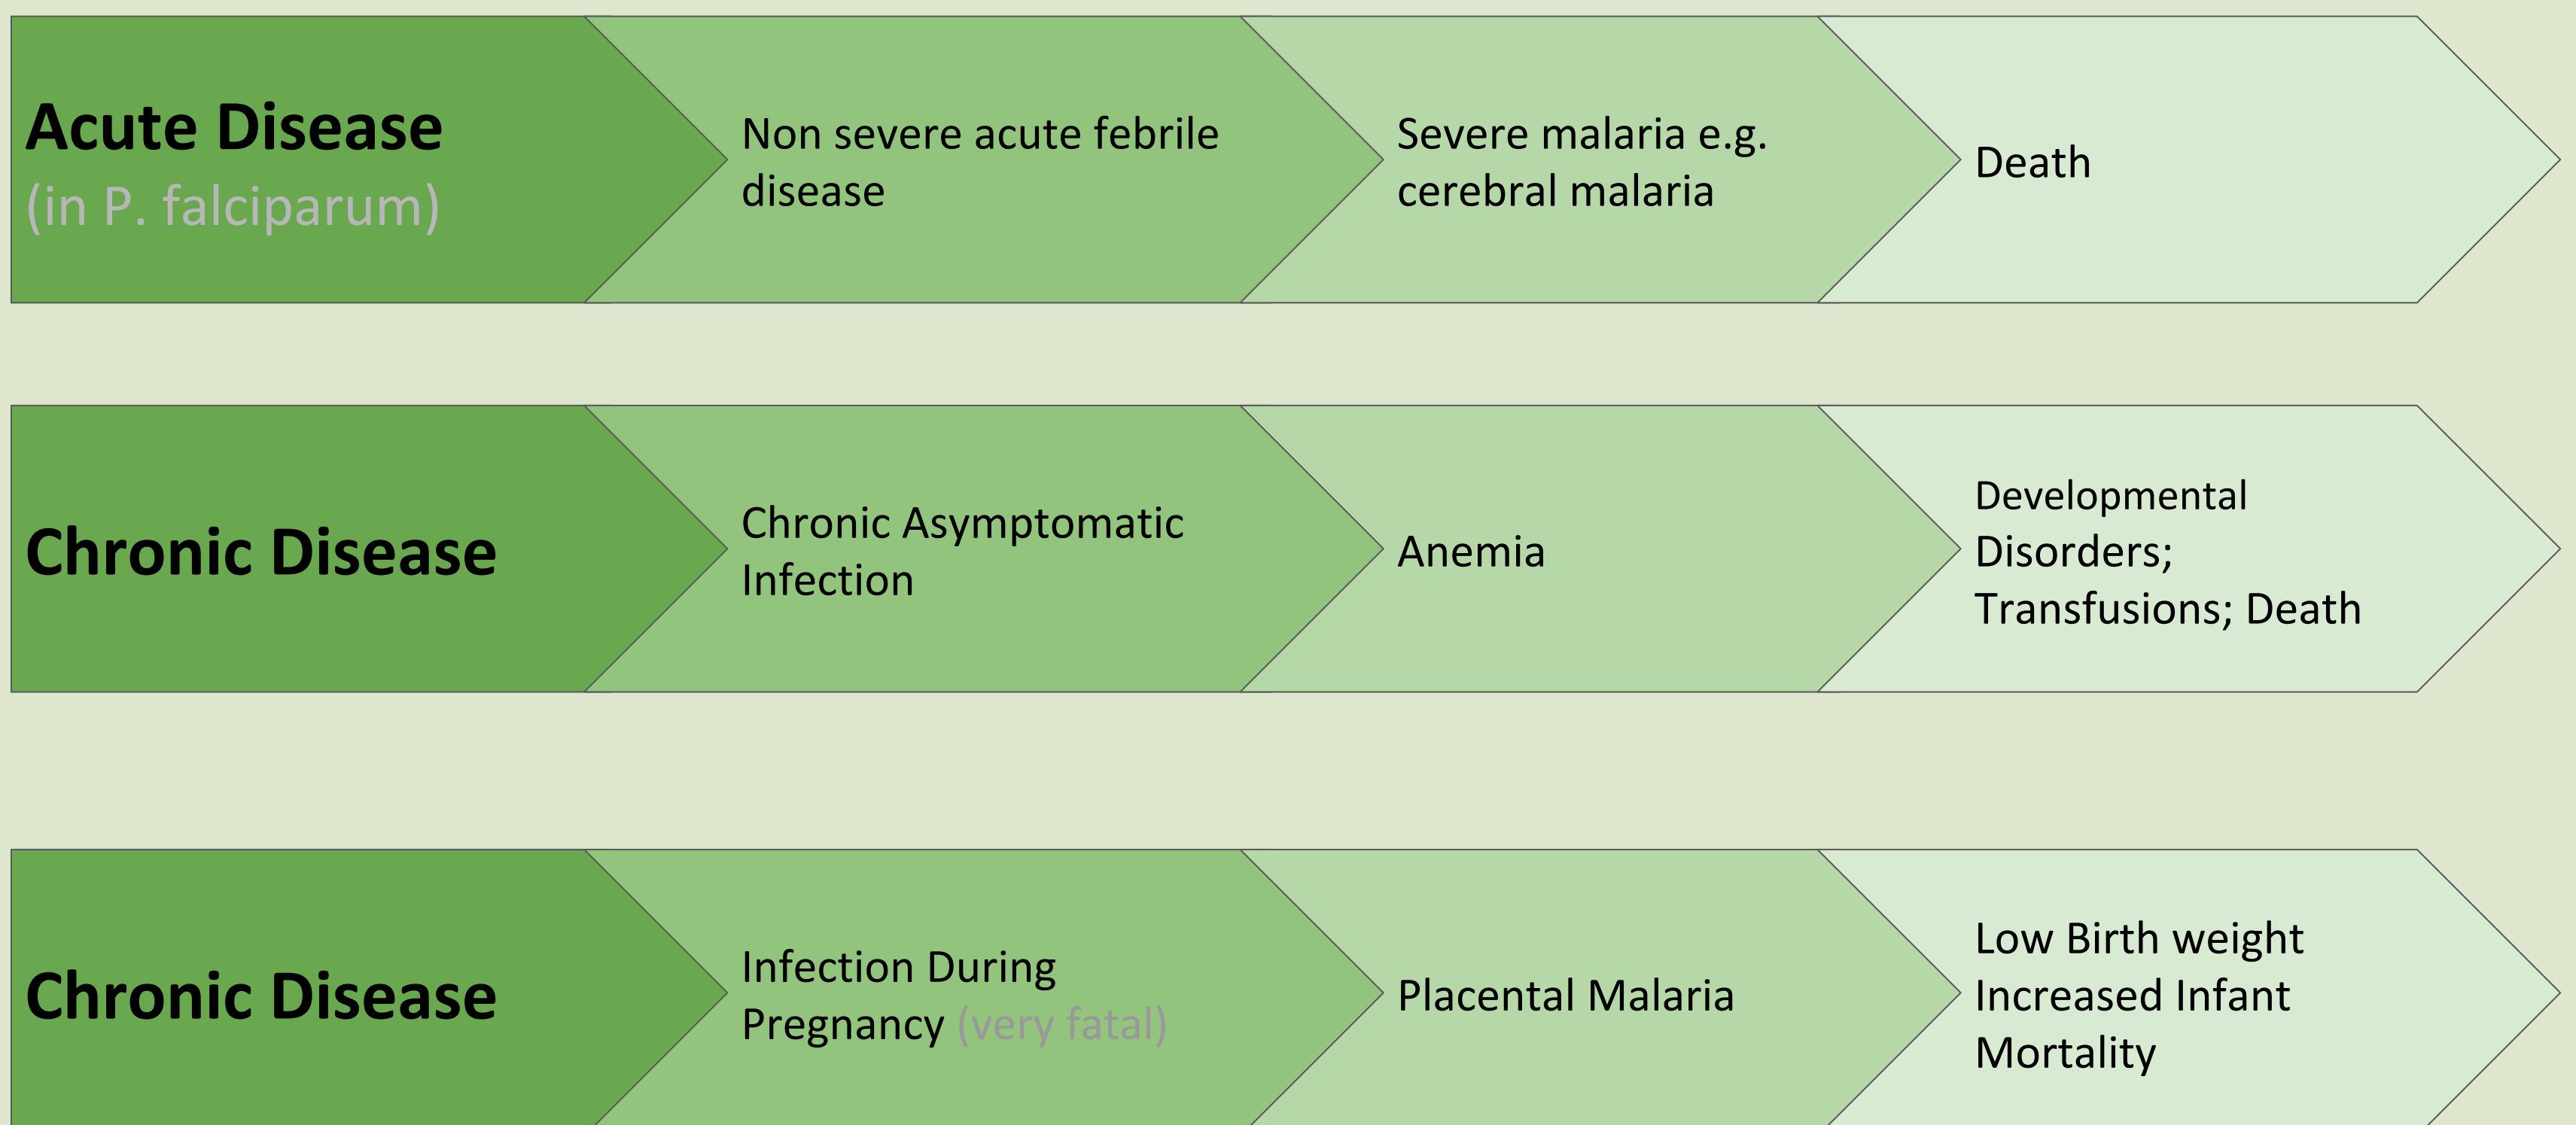 Acute Disease
(in P. falciparum)
Non severe acute febrile
disease
Severe malaria e.g.
cerebral malaria
Death
Chronic Disease
Chronic Asymptomatic
Infection
Anemia
Developmental
Disorders;
Transfusions; Death
Chronic Disease
Infection During
Pregnancy (very fatal)
Placental Malaria
Low Birth weight
Increased Infant
Mortality